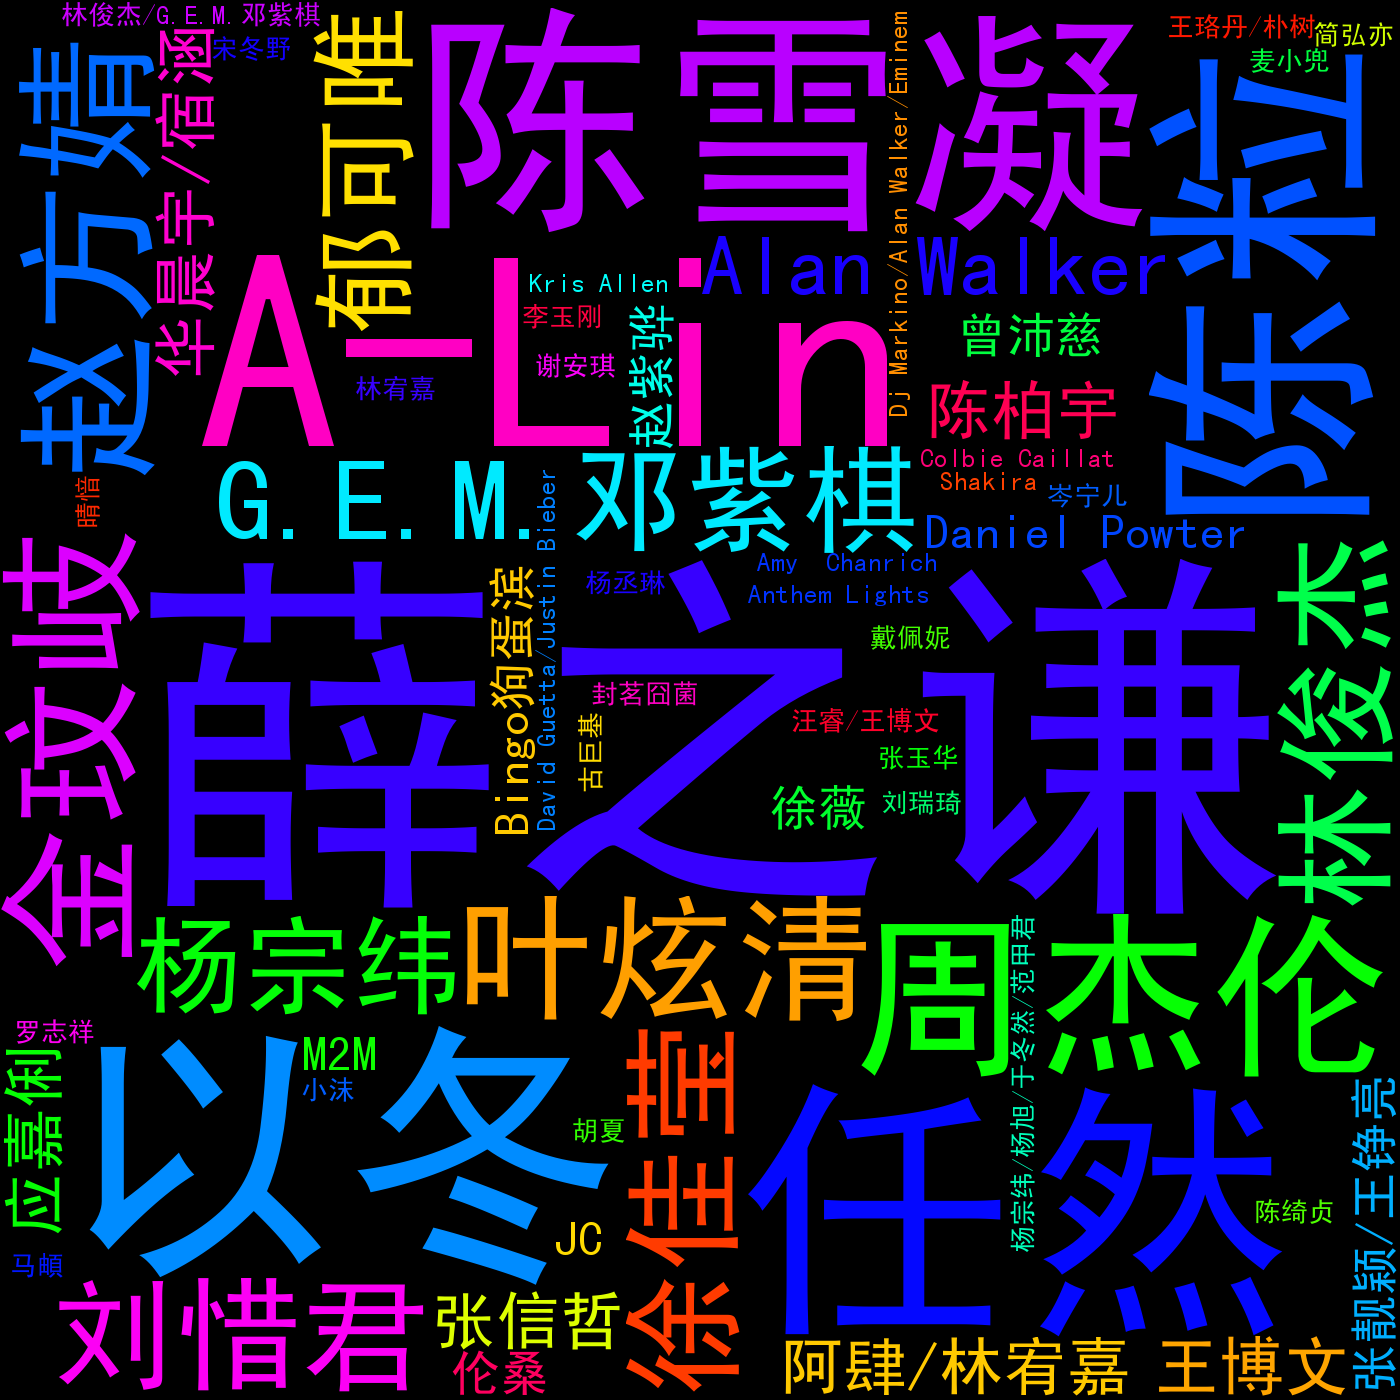 林俊杰/G.E.M.邓紫棋
宋冬野
赵方婧
华晨宇/宿涵
郁可唯
陈雪凝
Dj Markino/Alan Walker/Eminem
王珞丹/朴树
简弘亦
麦小兜
陈粒
A-Lin
Alan Walker
Kris Allen
李玉刚
谢安琪
林宥嘉
赵紫骅
曾沛慈
陈柏宇
Colbie Caillat
Shakira
岑宁儿
Daniel Powter
G.E.M.邓紫棋
晴愔
金玟岐
薛之谦
Bingo狗蛋滨
David Guetta/Justin Bieber
杨丞琳
Amy  Chanrich
Anthem Lights
戴佩妮
封茗囧菌
古巨基
汪睿/王博文
张玉华
徐薇
刘瑞琦
林俊杰
杨宗纬
叶炫清
周杰伦
杨宗纬/杨旭/于冬然/范甲君
罗志祥
应嘉俐
M2M
小沫
以冬
胡夏
JC
徐佳莹
任然
陈绮贞
张靓颖/王铮亮
马頔
刘惜君
张信哲
伦桑
阿肆/林宥嘉
王博文